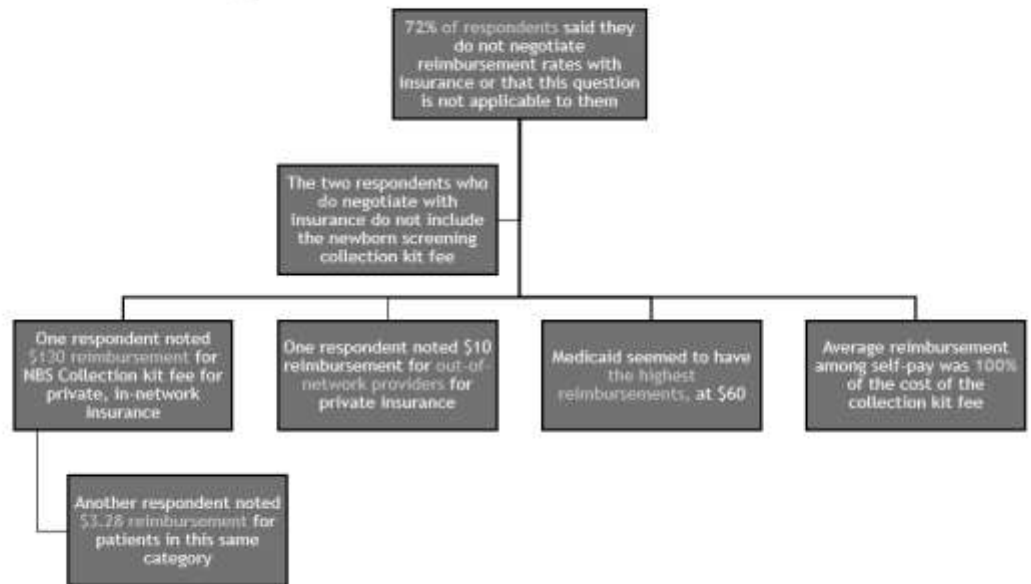 72% of respondents said they
do not negotiate
reimbursement rates with
insurance or that this question
is not applicable to them
The two respondents who
do negotiate with
insurance do not include
the newborn screening
collection kit fee
One respondent noted
$130 reimbursement for
NBS Collection kit fee for
private, in-network
insurance
One respondent noted $10
reimbursement for out-of-
network providers for
private insurance
Medicaid seemed to have
the highest
reimbursements, at $60
Average reimbursement
among self-pay was 100%
of the cost of the
collection kit fee
Another respondent noted
$3.28 reimbursement for
patients in this same
category